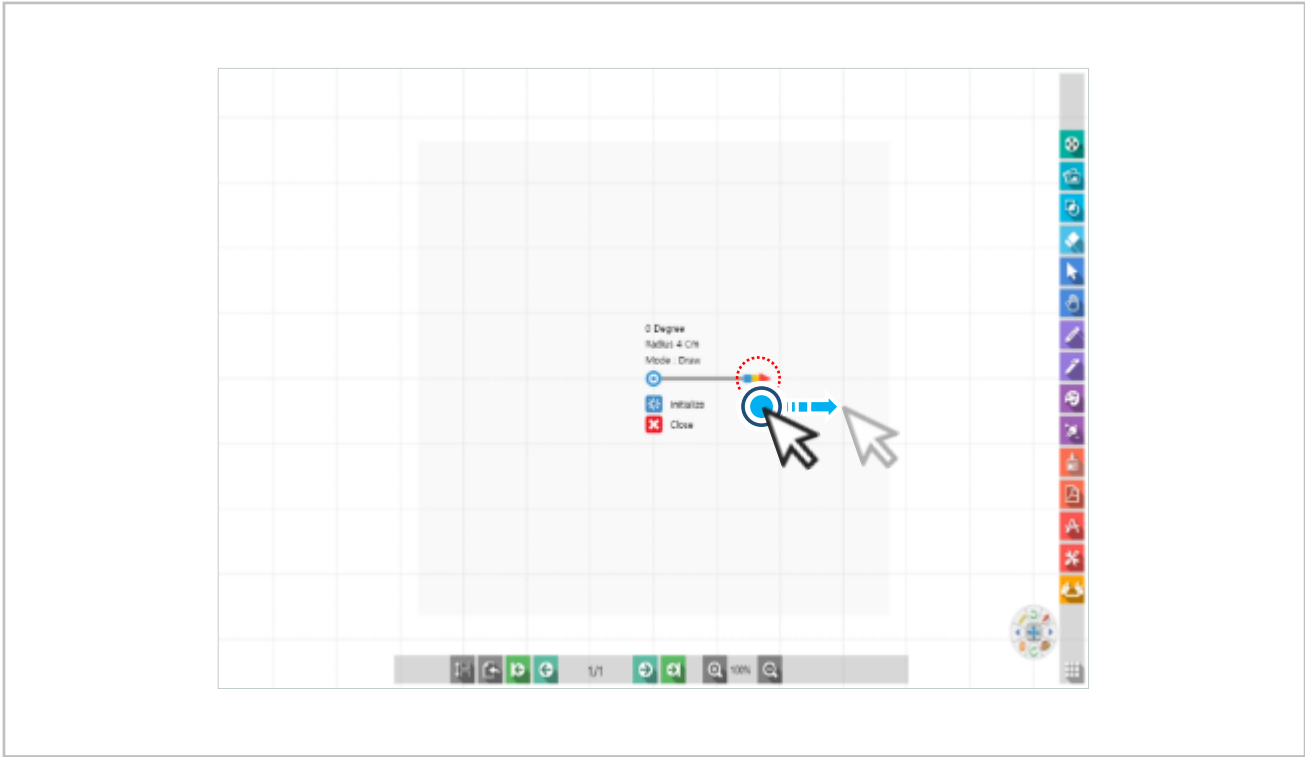 0 Degree
Radius 4 Cm
Mode : Draw
Initialize
Close
1/1
100%